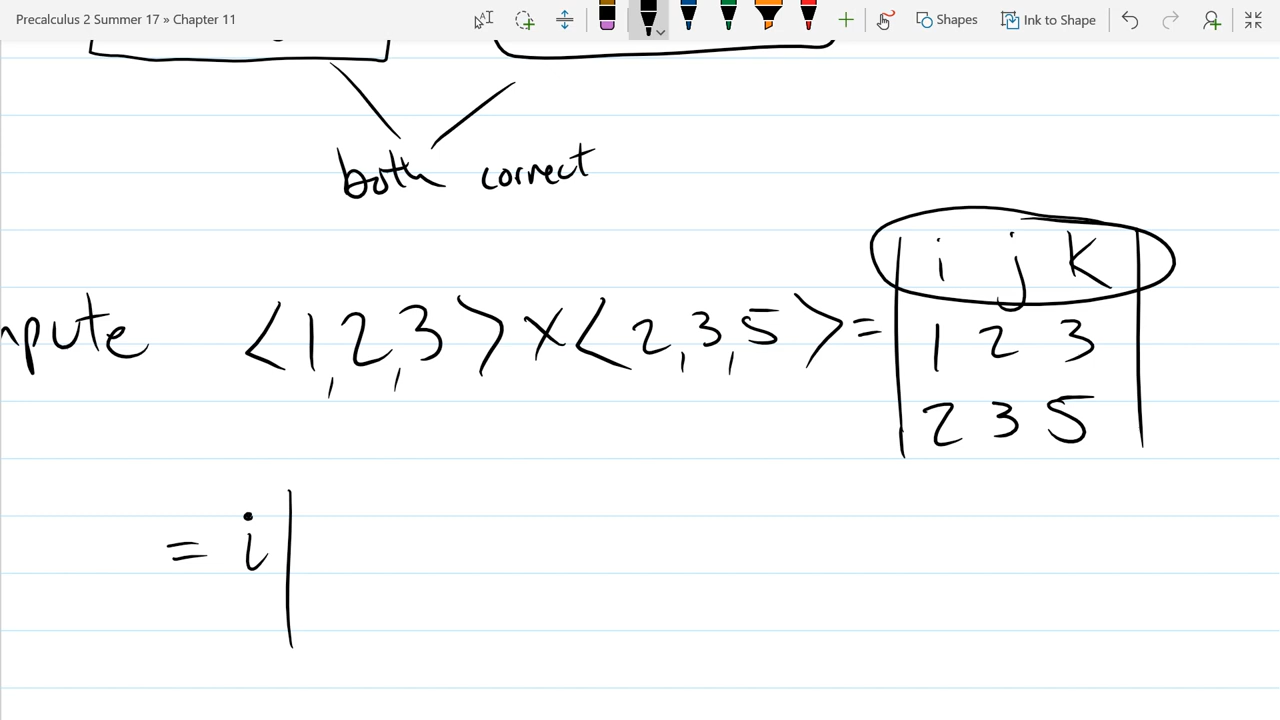 Precalculus 2 Summer 17 » Chapter 11
Shapes
Ink to Shape
both correct
mpute <1,2,3> x <2,3,5> =
i j k
1 2 3
2 3 5
= i |